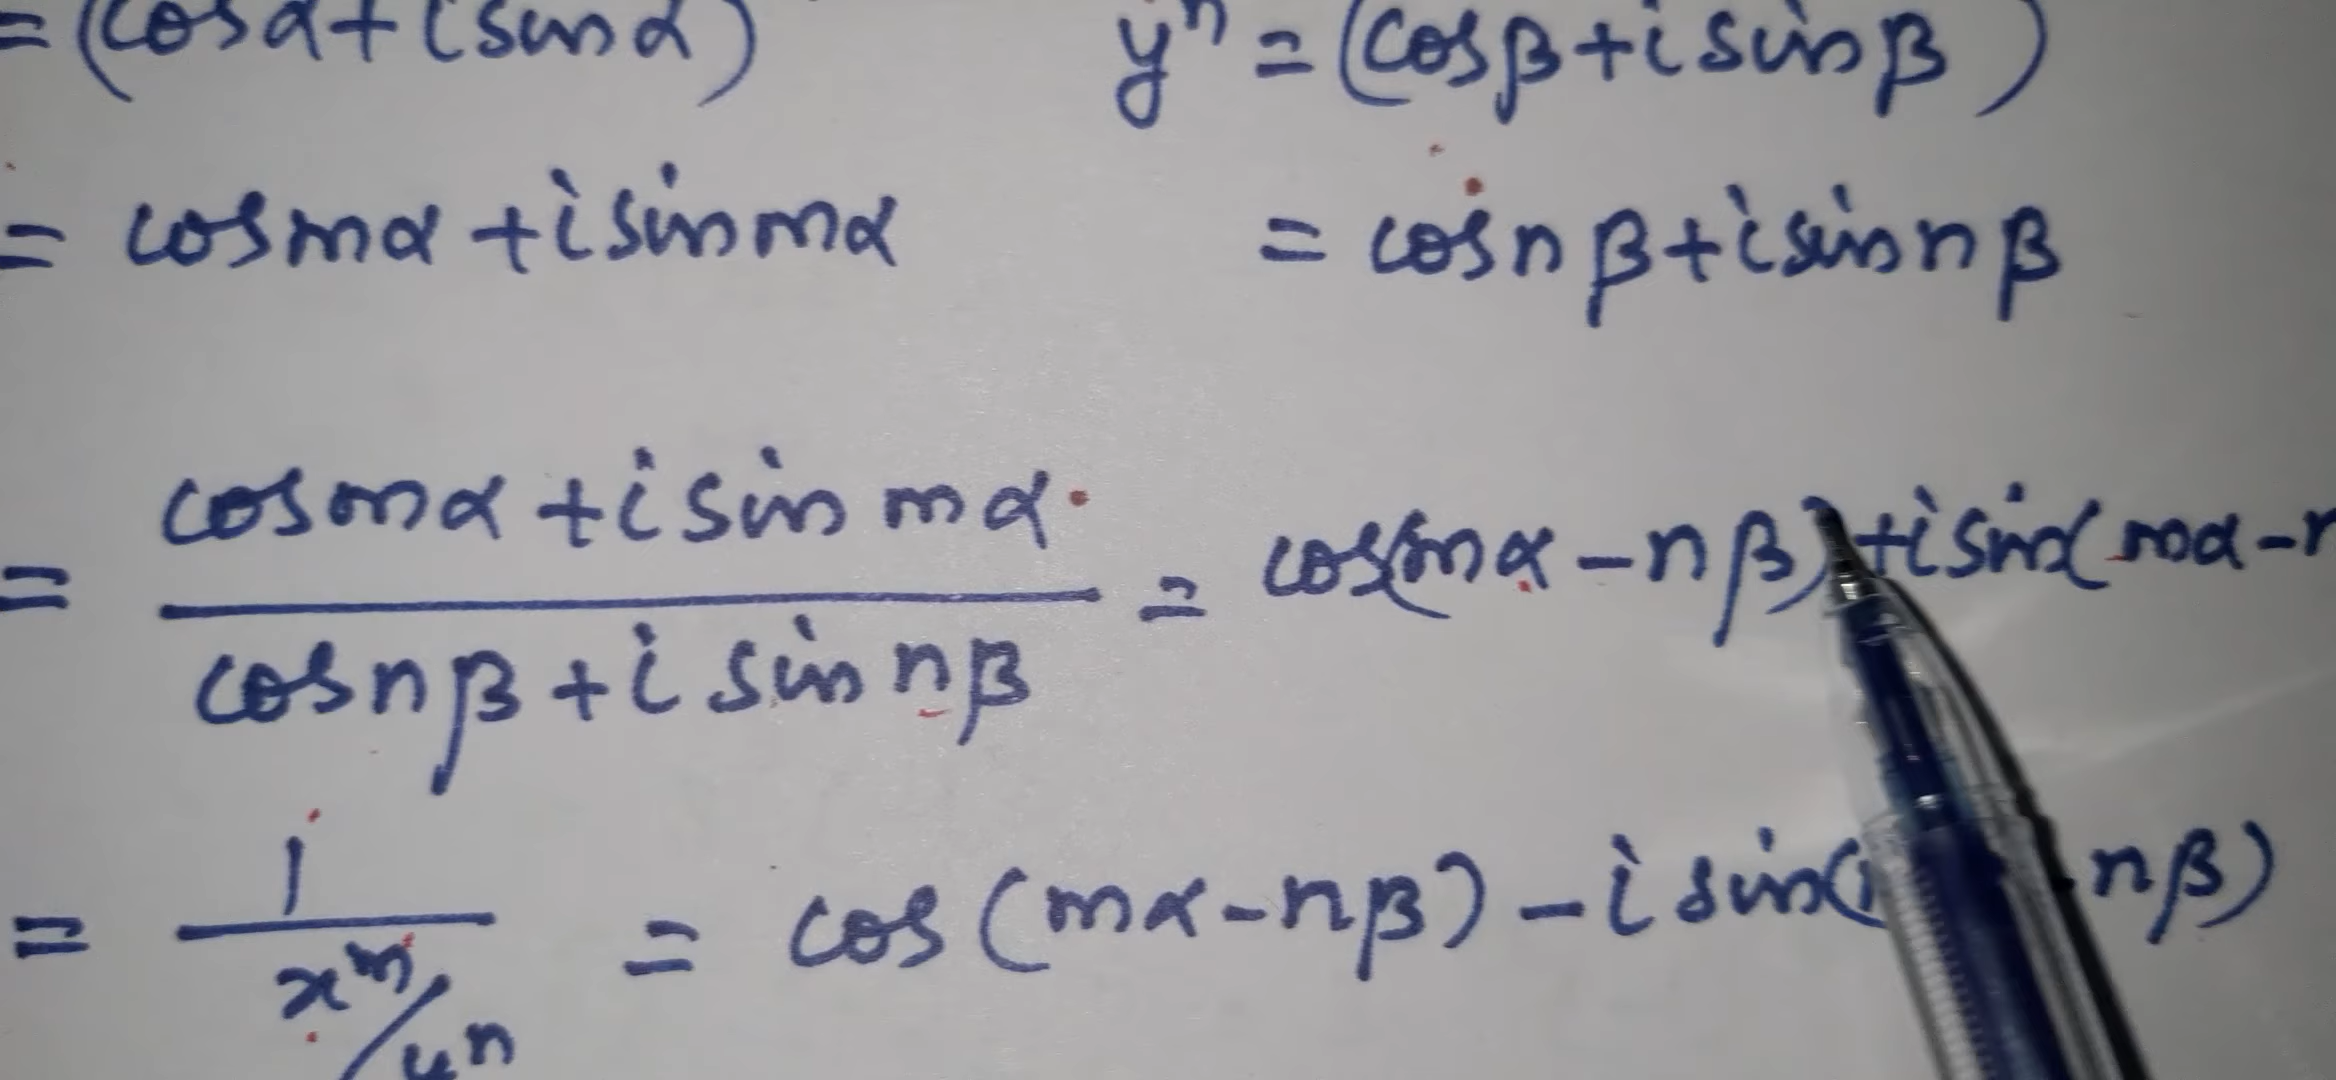 = (cosα+isinα) yⁿ = (cosβ+isinβ)
= cosmα +isinmα = cosnβ+isinnβ
= cosmα +isinmα / cosnβ+isinnβ = cos(mα-nβ)+isin(mα-n
= 1 / xᵐ/yⁿ = cos(mα-nβ)-isin( nβ)